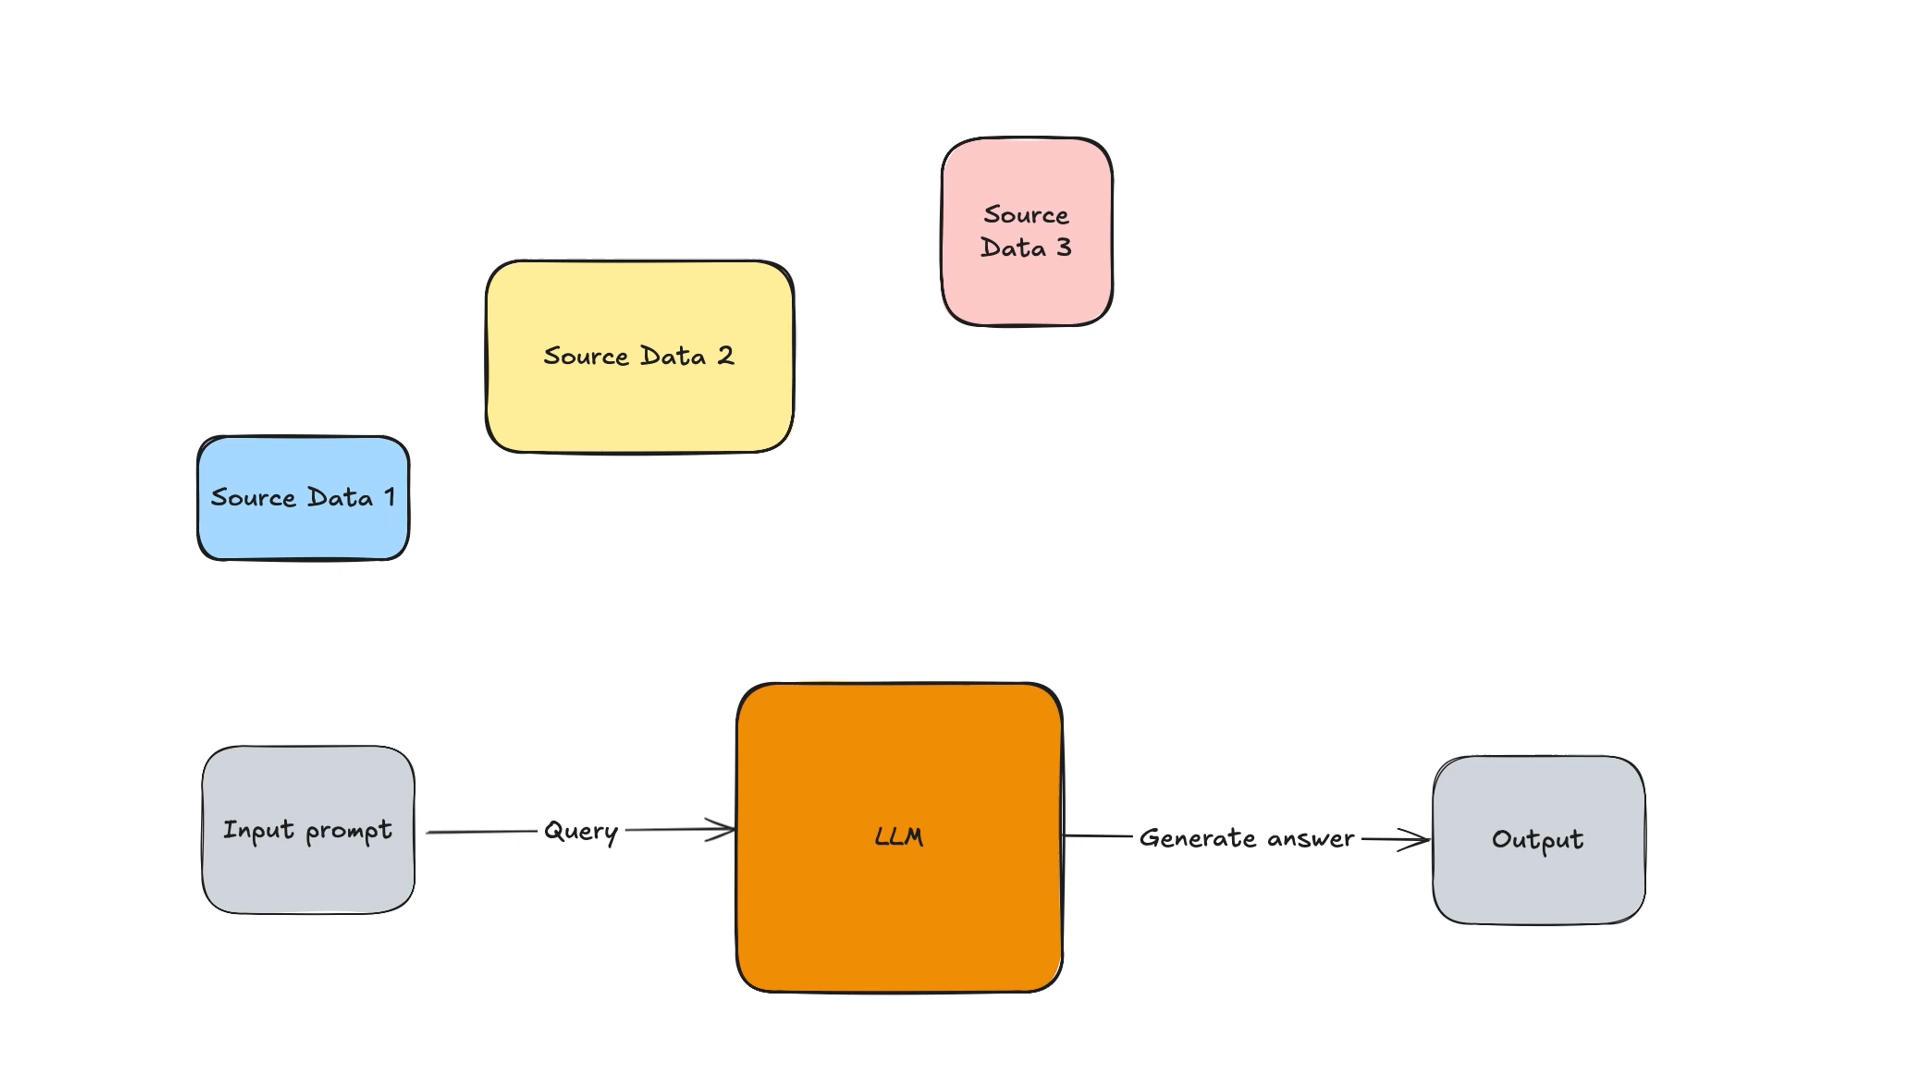 Source
Data 3
Source Data 2
Source Data 1
Input prompt
Query
LLM
Generate answer
Output